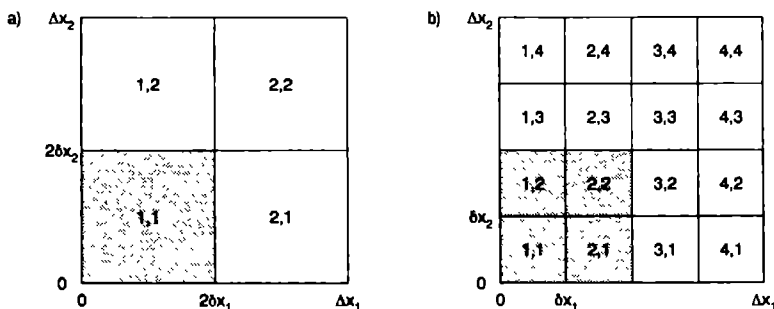 a) Δx₂
1,2 2,2
2δx₂
1,1 2,1
0
0 2δx₁ Δx₁
b) Δx₂
1,4 2,4 3,4 4,4
1,3 2,3 3,3 4,3
1,2 2,2 3,2 4,2
δx₂
1,1 2,1 3,1 4,1
0
0 δx₁ Δx₁